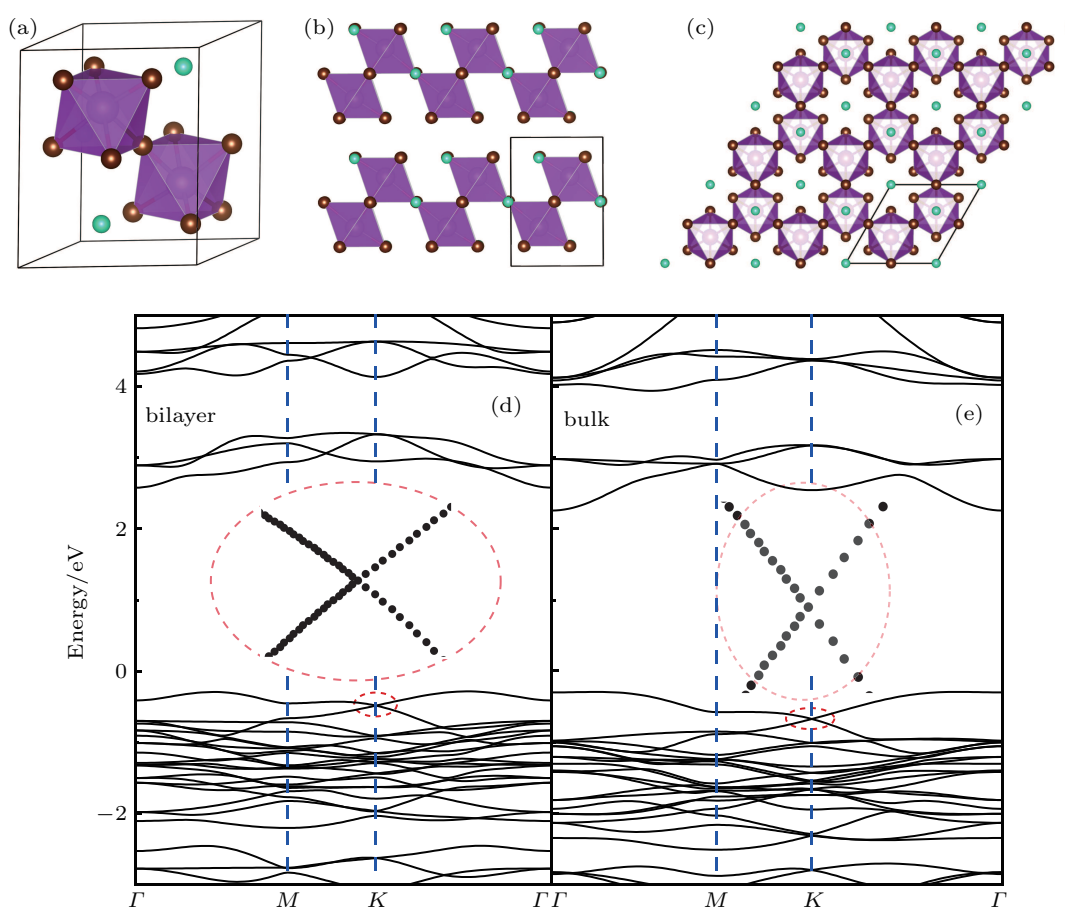 (a)
(b)
(c)
4
bilayer
(d)
bulk
(e)
2
Energy/eV
0
−2
Γ M K Γ Γ M K Γ